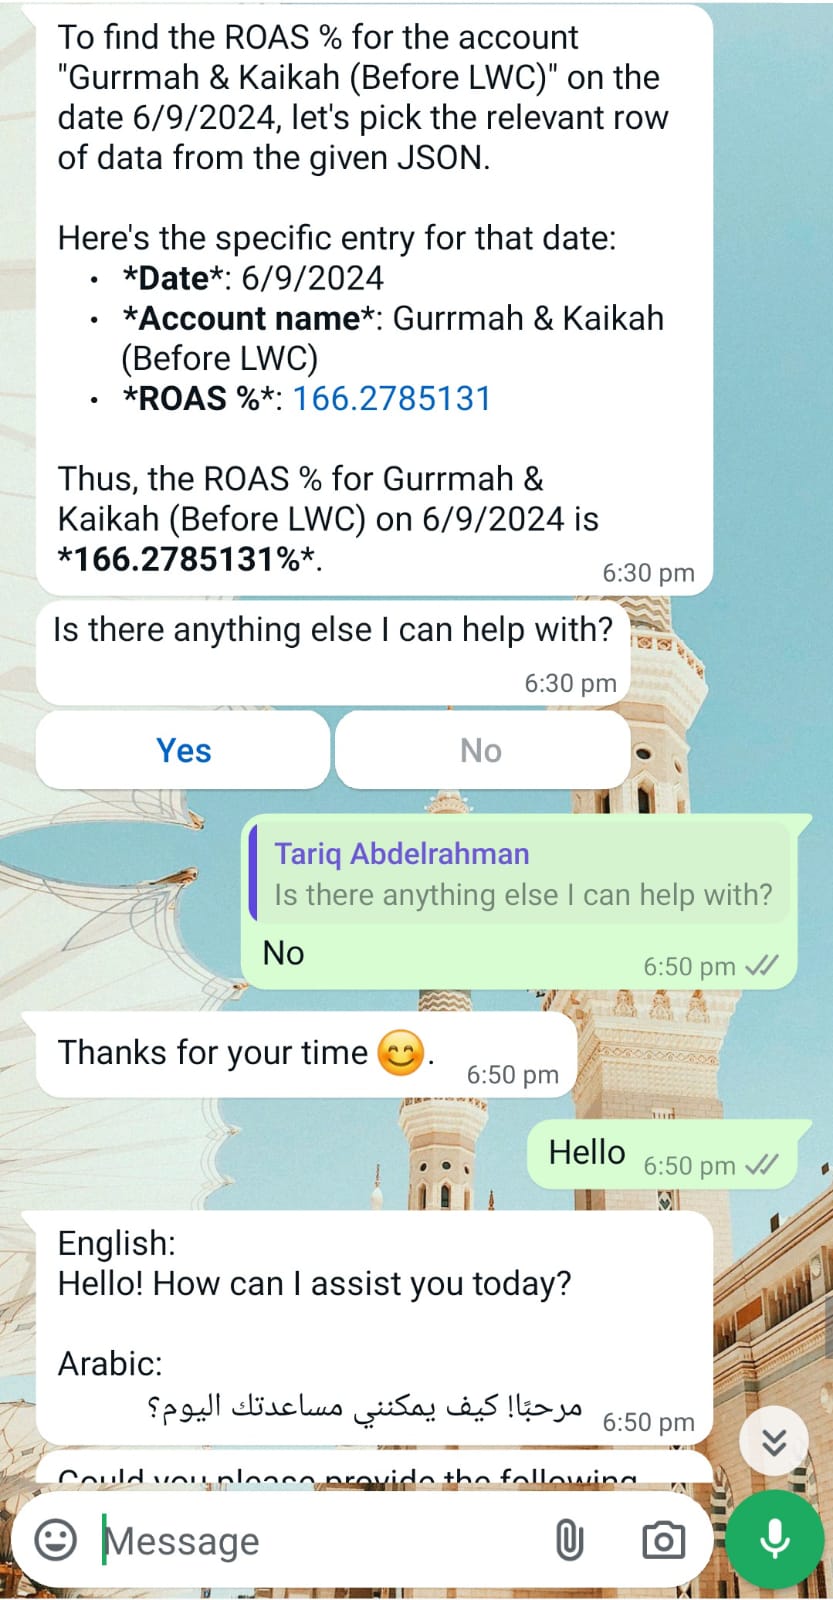 To find the ROAS % for the account
"Gurrmah & Kaikah (Before LWC)" on the
date 6/9/2024, let's pick the relevant row
of data from the given JSON.
Here's the specific entry for that date:
• *Date*: 6/9/2024
• *Account name*: Gurrmah & Kaikah
(Before LWC)
• *ROAS %*: 166.2785131
Thus, the ROAS % for Gurrmah &
Kaikah (Before LWC) on 6/9/2024 is
*166.2785131%*.
6:30 pm
Is there anything else I can help with?
6:30 pm
Yes
No
Tariq Abdelrahman
Is there anything else I can help with?
No
6:50 pm
Thanks for your time 😊.
6:50 pm
Hello
6:50 pm
English:
Hello! How can I assist you today?
Arabic:
مرحبًا! كيف يمكنني مساعدتك اليوم؟
6:50 pm
Could you please provide the following
Message